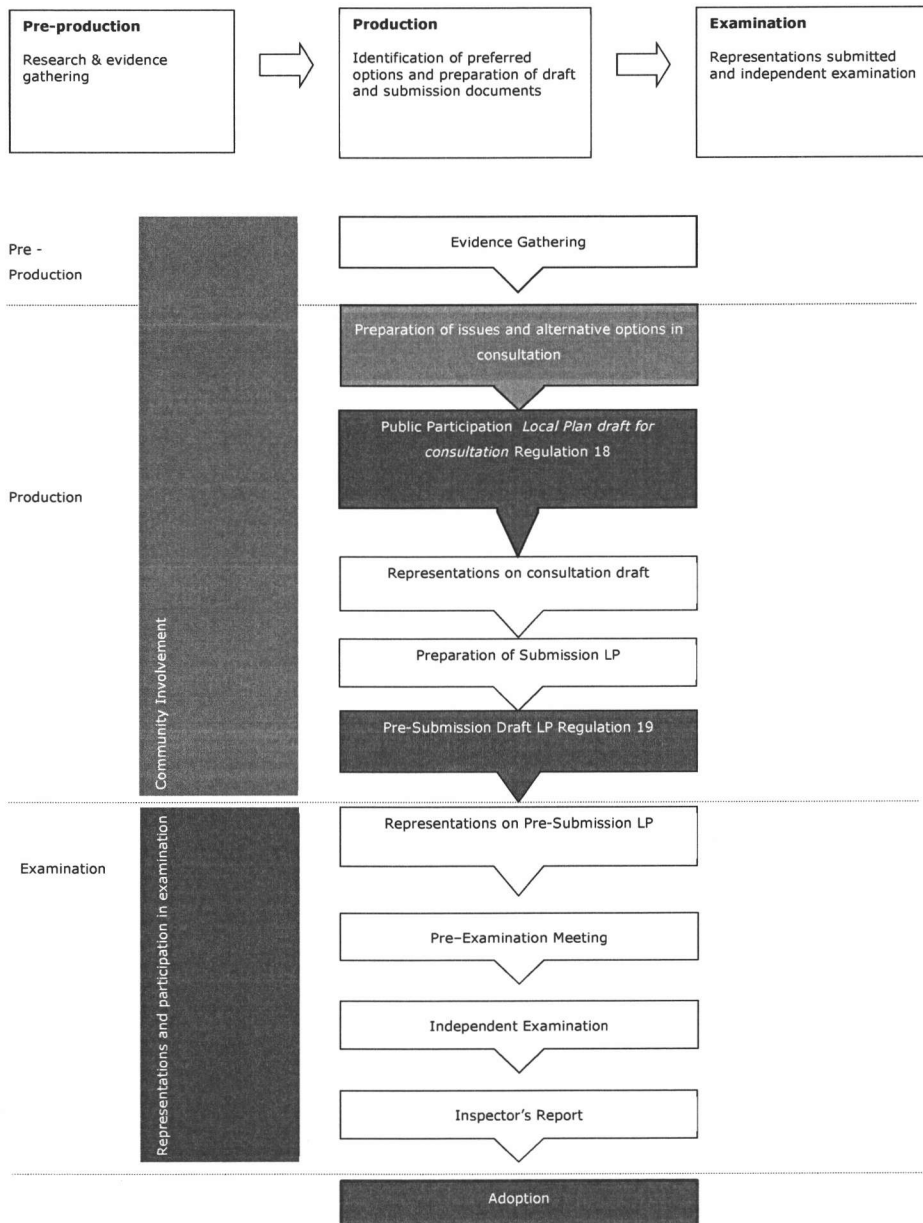 Pre-production
Research & evidence
gathering
Production
Identification of preferred
options and preparation of draft
and submission documents
Examination
Representations submitted
and independent examination
Pre -
Production
Evidence Gathering
Preparation of issues and alternative options in
consultation
Public Participation Local Plan draft for
consultation Regulation 18
Production
Representations on consultation draft
Preparation of Submission LP
Community Involvement
Pre-Submission Draft LP Regulation 19
Representations on Pre-Submission LP
Examination
Representations and participation in examination
Pre–Examination Meeting
Independent Examination
Inspector's Report
Adoption